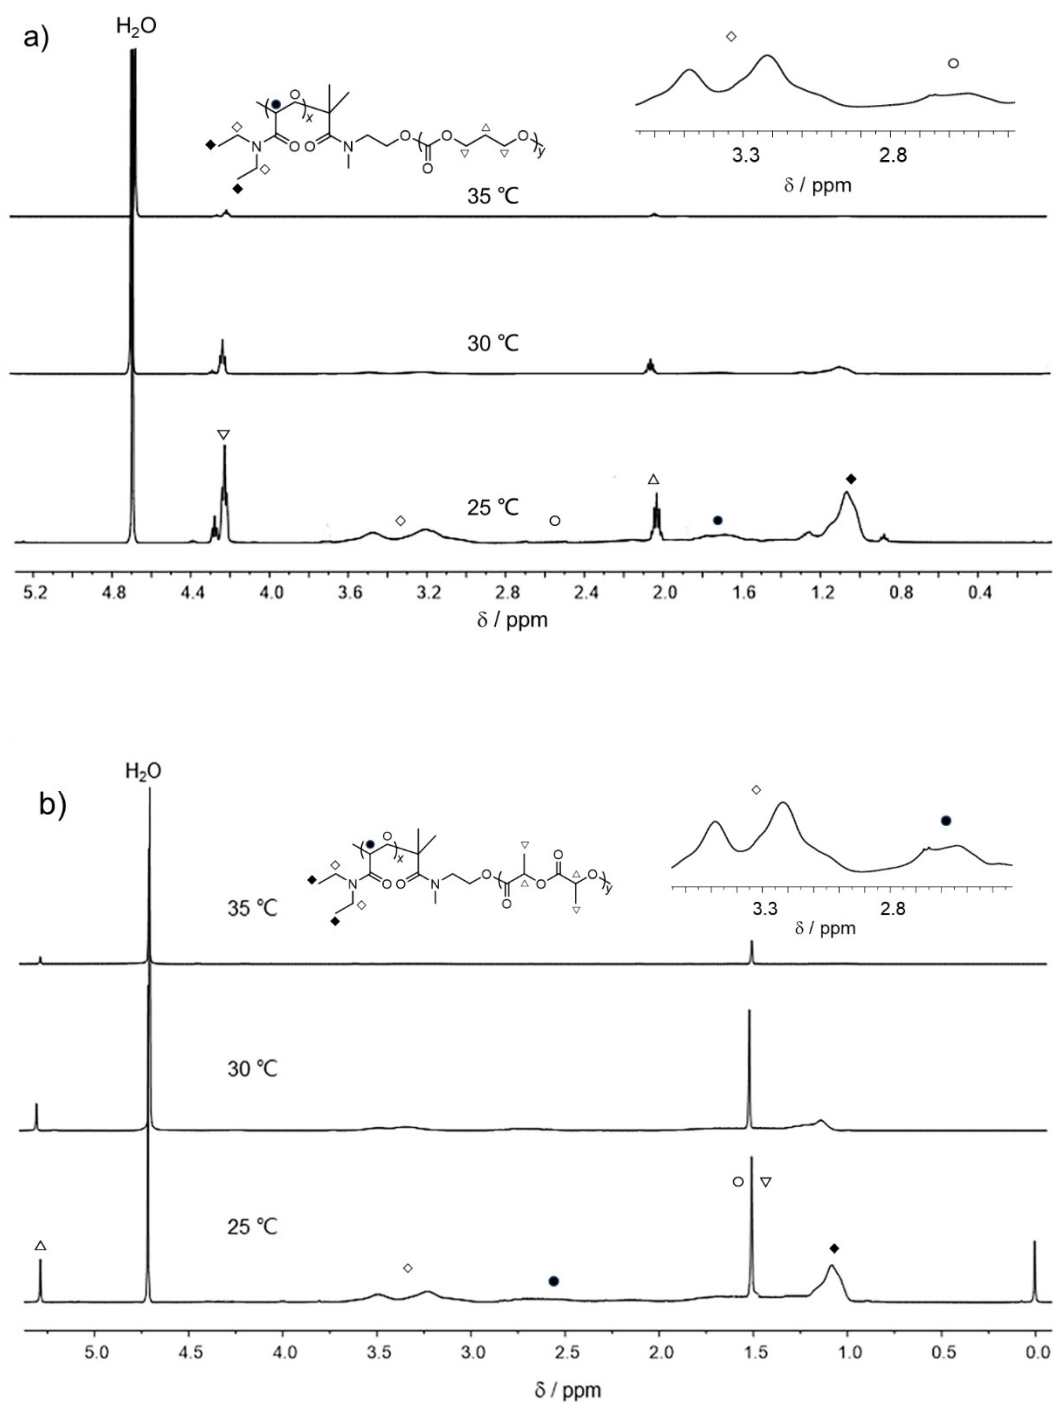 a)
H₂O
O
x
N
O
O
N
O
O
O
O
y
3.3 2.8
δ / ppm
35 ℃
30 ℃
25 ℃
5.2 4.8 4.4 4.0 3.6 3.2 2.8 2.4 2.0 1.6 1.2 0.8 0.4
δ / ppm
H₂O
b)
x
N
O
O
N
O
O
O
O
O
y
3.3 2.8
δ / ppm
35 ℃
30 ℃
25 ℃
5.0 4.5 4.0 3.5 3.0 2.5 2.0 1.5 1.0 0.5 0.0
δ / ppm